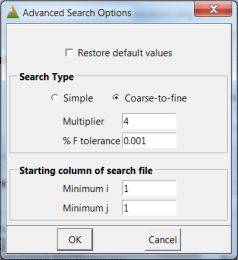 Advanced Search Options
Restore default values
Search Type
Simple Coarse-to-fine
Multiplier 4
% F tolerance 0.001
Starting column of search file
Minimum i 1
Minimum j 1
OK Cancel